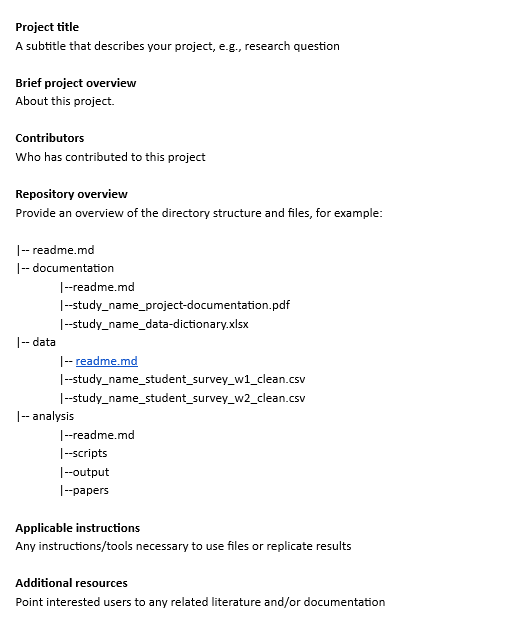 Project title
A subtitle that describes your project, e.g., research question
Brief project overview
About this project.
Contributors
Who has contributed to this project
Repository overview
Provide an overview of the directory structure and files, for example:
|-- readme.md
|-- documentation
|--readme.md
|--study_name_project-documentation.pdf
|--study_name_data-dictionary.xlsx
|-- data
|-- readme.md
|--study_name_student_survey_w1_clean.csv
|--study_name_student_survey_w2_clean.csv
|-- analysis
|--readme.md
|--scripts
|--output
|--papers
Applicable instructions
Any instructions/tools necessary to use files or replicate results
Additional resources
Point interested users to any related literature and/or documentation